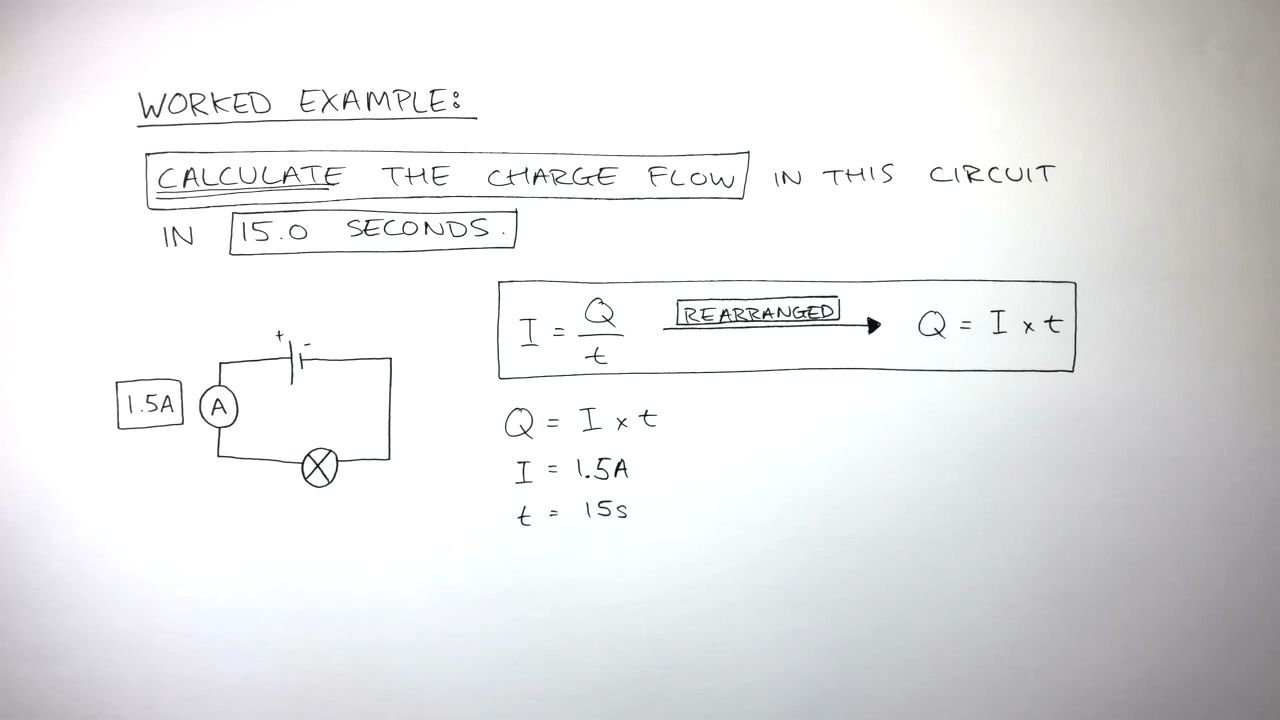 WORKED EXAMPLE:
CALCULATE THE CHARGE FLOW IN THIS CIRCUIT
IN 15.0 SECONDS.
I = Q/t REARRANGED Q = I x t
+ -
1.5A A
Q = I x t
I = 1.5A
t = 15s